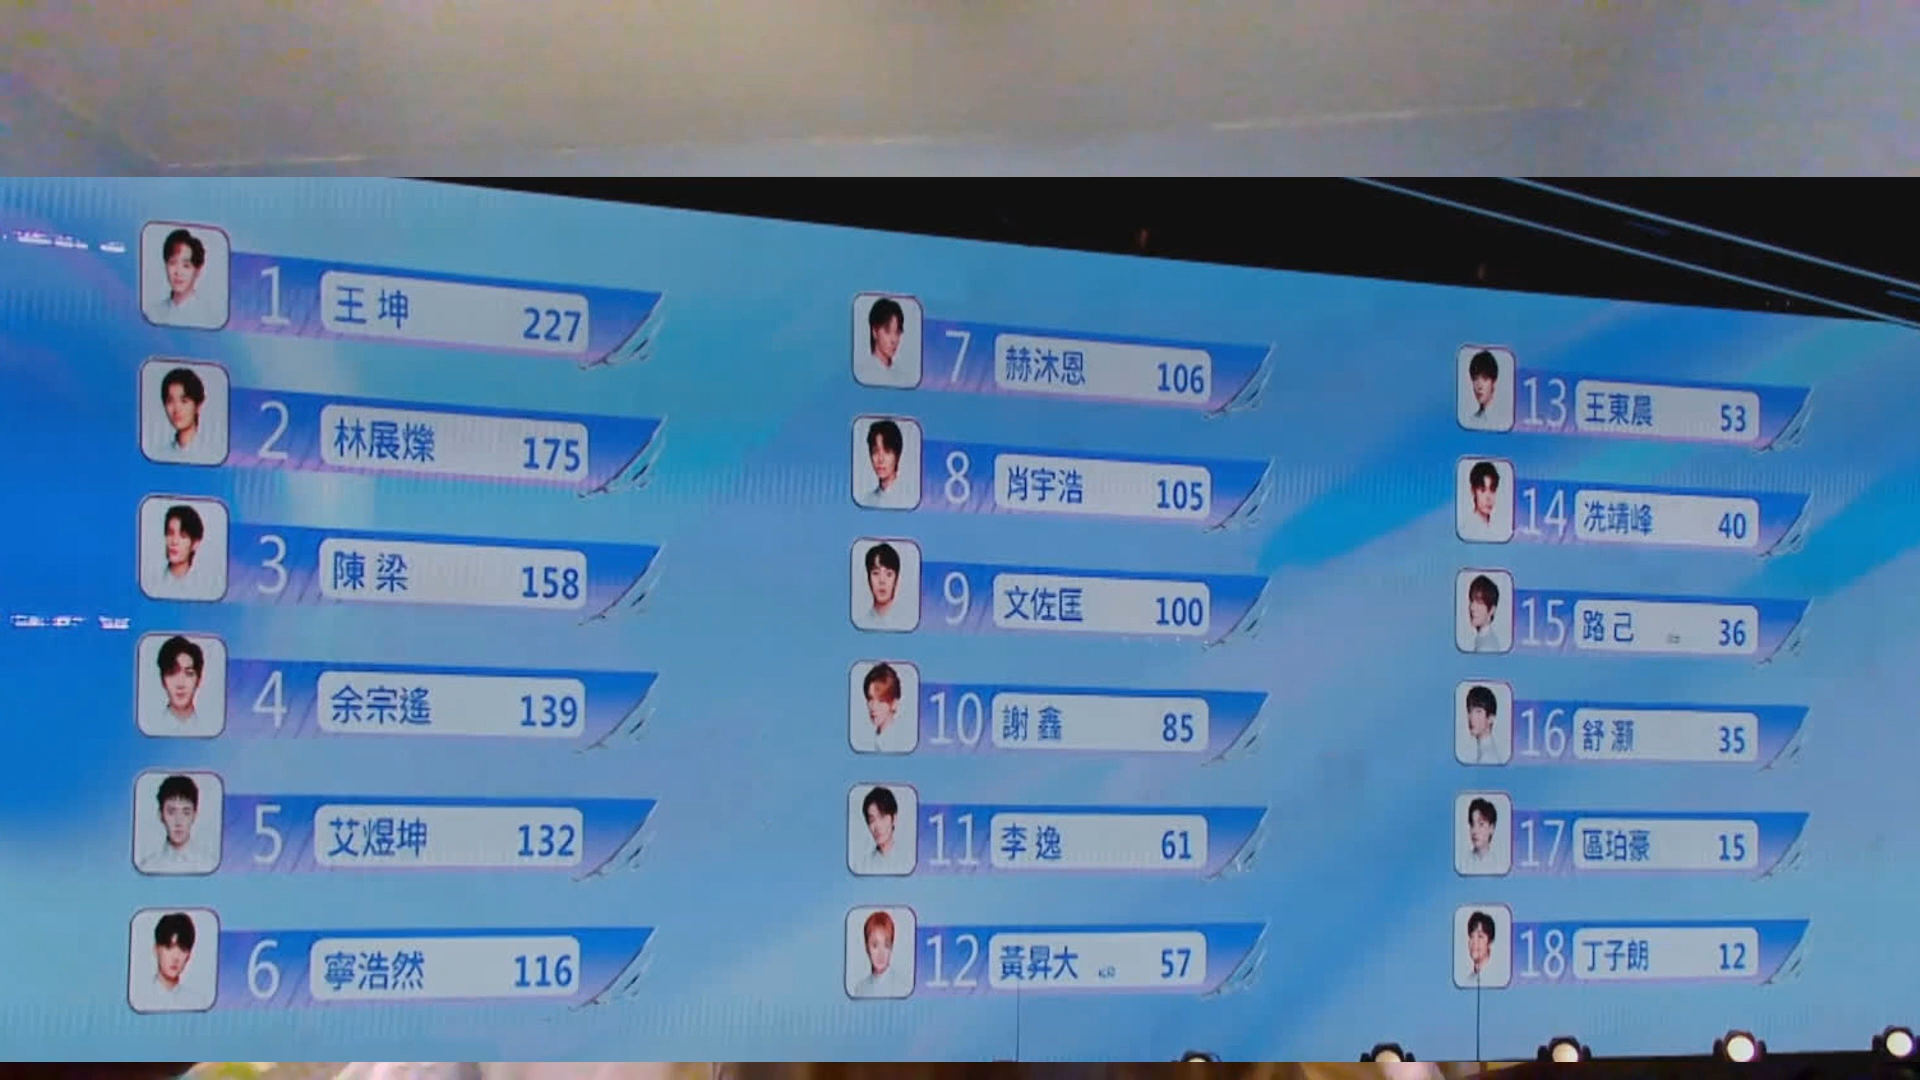 1 王坤 227
2 林展爍 175
3 陳梁 158
4 余宗遙 139
5 艾煜坤 132
6 寧浩然 116
7 赫沐恩 106
8 肖宇浩 105
9 文佐匡 100
10 謝鑫 85
11 李逸 61
12 黃昇大 57
13 王東晨 53
14 冼靖峰 40
15 路己 36
16 舒灝 35
17 區珀豪 15
18 丁子朗 12